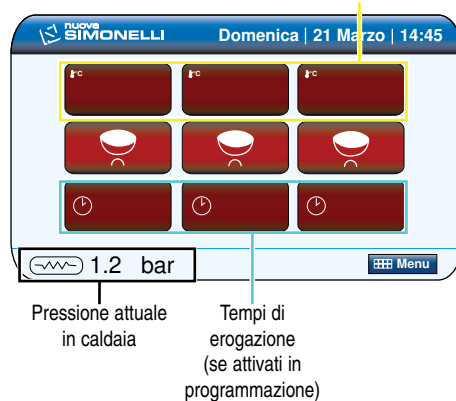 nuova
SIMONELLI
Domenica | 21 Marzo | 14:45
°C °C °C
1.2 bar
Menu
Pressione attuale
in caldaia
Tempi di
erogazione
(se attivati in
programmazione)